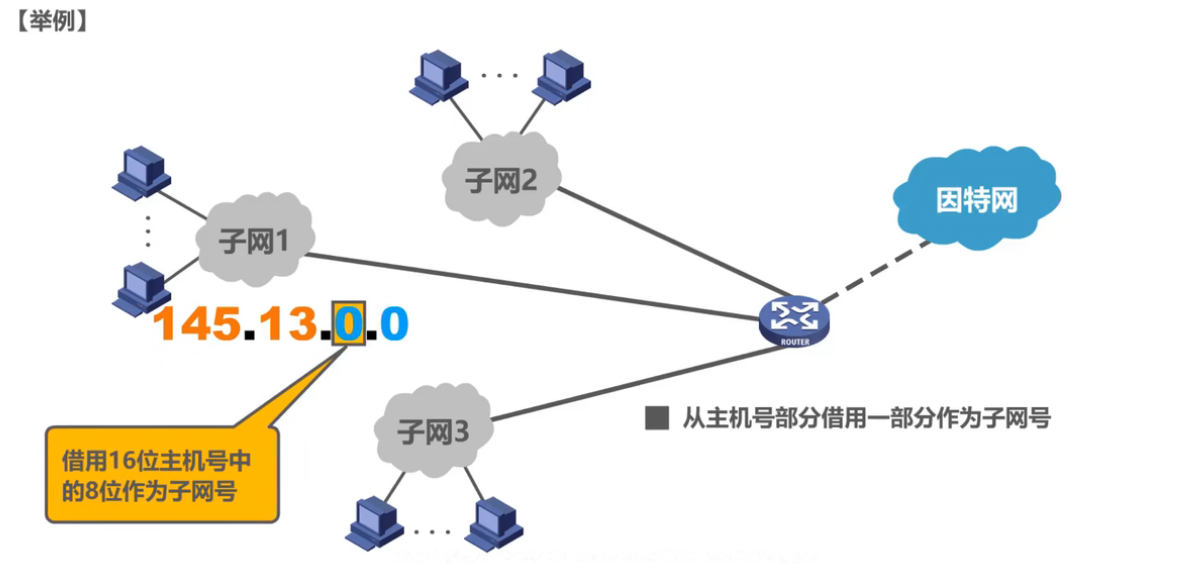 【举例】
子网2
因特网
子网1
145.13.0.0
ROUTER
子网3
从主机号部分借用一部分作为子网号
借用16位主机号中
的8位作为子网号